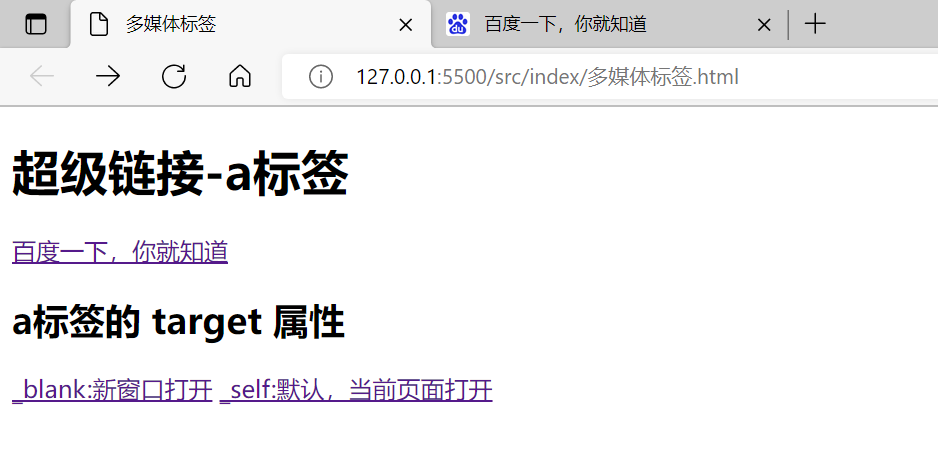 多媒体标签 百度一下，你就知道
127.0.0.1:5500/src/index/多媒体标签.html
超级链接-a标签
百度一下，你就知道
a标签的 target 属性
_blank:新窗口打开 _self:默认，当前页面打开